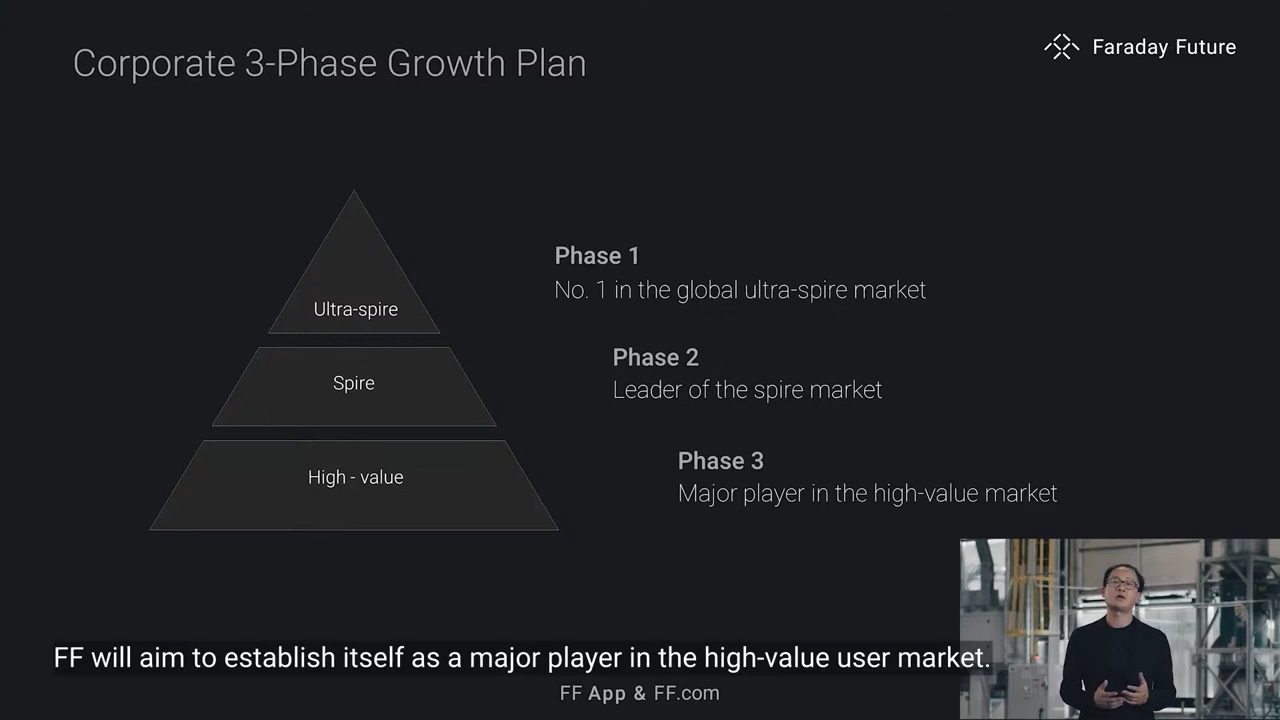 Corporate 3-Phase Growth Plan
Faraday Future
Ultra-spire
Spire
High - value
Phase 1
No. 1 in the global ultra-spire market
Phase 2
Leader of the spire market
Phase 3
Major player in the high-value market
FF will aim to establish itself as a major player in the high-value user market.
FF App & FF.com